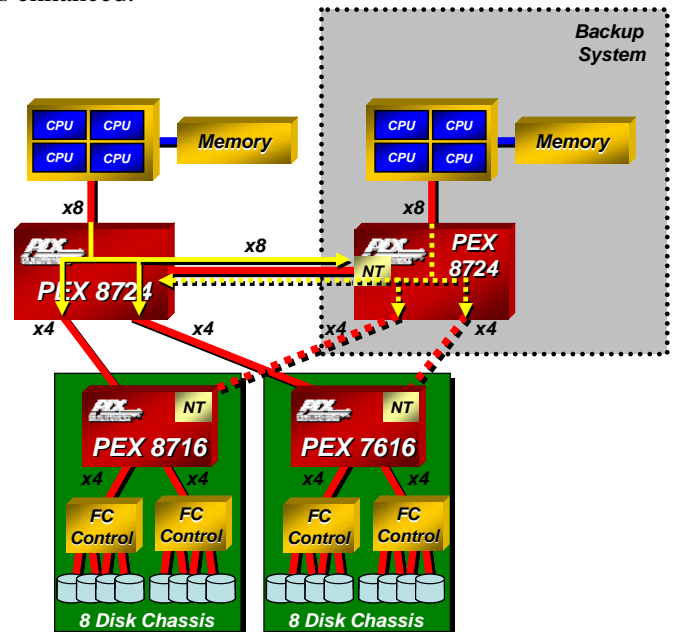 s enhanced.
Backup
System
CPU CPU
CPU CPU
Memory
CPU CPU
CPU CPU
Memory
x8
x8
PEX 8724
x8
NT
PEX
8724
x4
x4
x4
x4
NT
PEX 8716
NT
PEX 7616
x4
x4
x4
x4
FC
Control
FC
Control
FC
Control
FC
Control
8 Disk Chassis
8 Disk Chassis